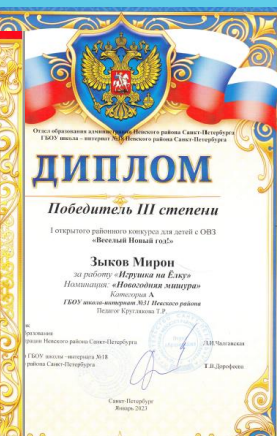 Отдел образования администрации Невского района Санкт-Петербурга
ГБОУ школа – интернат №18 Невского района Санкт-Петербурга
ДИПЛОМ
Победитель III степени
I открытого районного конкурса для детей с ОВЗ
«Веселый Новый год!»
Зыков Мирон
за работу «Игрушка на Ёлку»
Номинация: «Новогодняя мишура»
Категория А
ГБОУ школа-интернат №31 Невского района
Педагог Круглякова Т.Р.
образования
Невского района Санкт-Петербурга
ГБОУ школы –интерната №18
района Санкт-Петербурга
Т.В.Дорофеева
Санкт-Петербург
Январь 2023